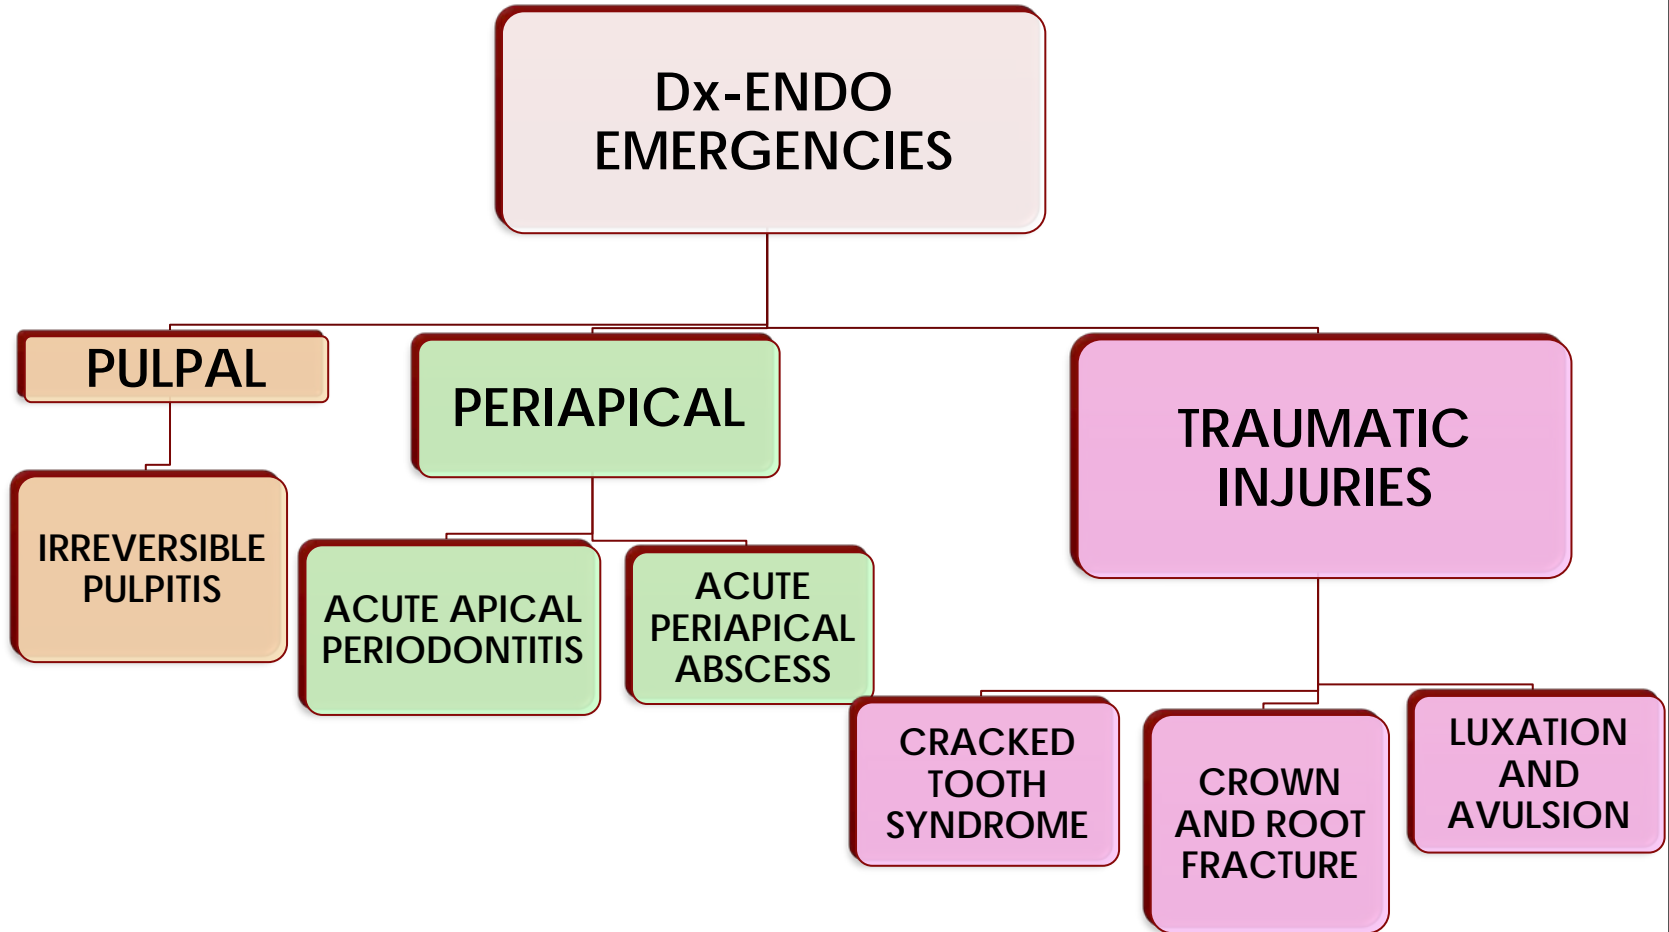 Dx-ENDO
EMERGENCIES
PULPAL
PERIAPICAL
TRAUMATIC
INJURIES
IRREVERSIBLE
PULPITIS
ACUTE APICAL
PERIODONTITIS
ACUTE
PERIAPICAL
ABSCESS
CRACKED
TOOTH
SYNDROME
CROWN
AND ROOT
FRACTURE
LUXATION
AND
AVULSION